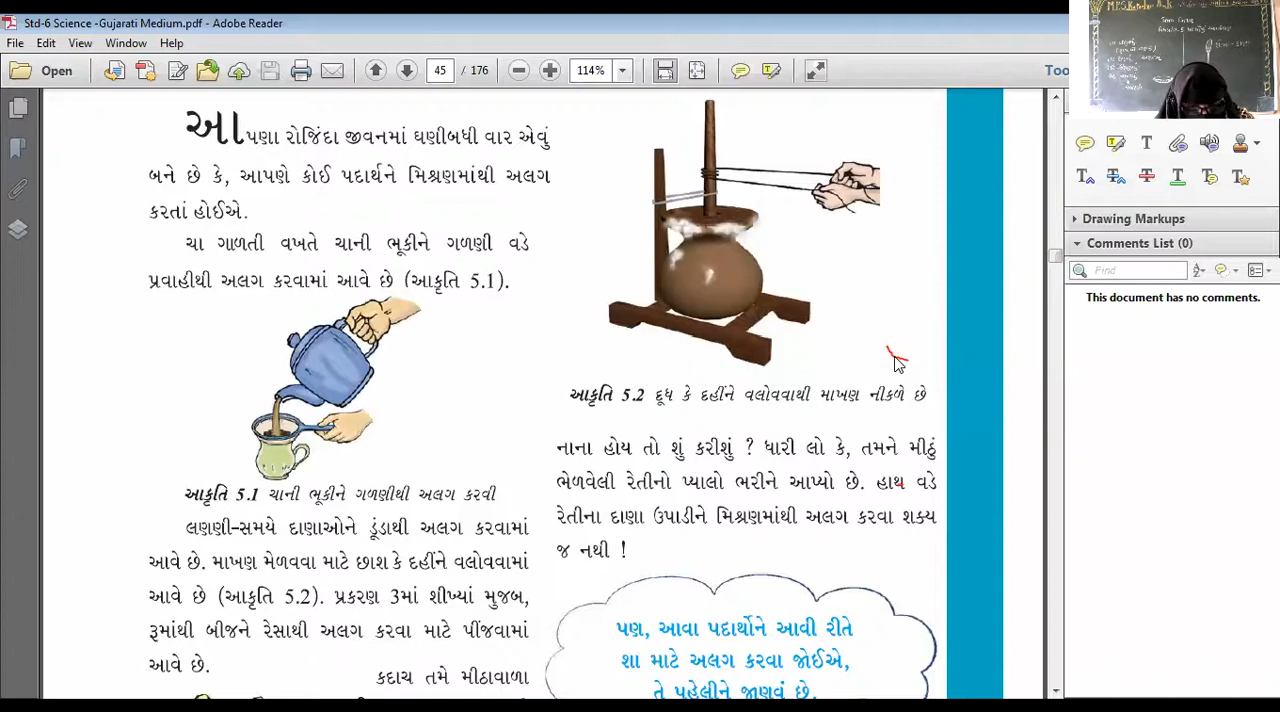 Std-6 Science -Gujarati Medium.pdf - Adobe Reader
File Edit View Window Help
Open 45 / 176 114% Too
આપણા રોજિંદા જીવનમાં ઘણીબધી વાર એવું
બને છે કે, આપણે કોઈ પદાર્થને મિશ્રણમાંથી અલગ
કરતાં હોઈએ.
ચા ગાળતી વખતે ચાની ભૂકીને ગળણી વડે
પ્રવાહીથી અલગ કરવામાં આવે છે (આકૃતિ 5.1).
આકૃતિ 5.1 ચાની ભૂકીને ગળણીથી અલગ કરવી
લણણી-સમયે દાણાઓને ડૂંડાથી અલગ કરવામાં
આવે છે. માખણ મેળવવા માટે છાશ કે દહીંને વલોવવામાં
આવે છે (આકૃતિ 5.2). પ્રકરણ 3માં શીખ્યાં મુજબ,
રૂમાંથી બીજને રેસાથી અલગ કરવા માટે પીંજવામાં
આવે છે.
કદાચ તમે મીઠાવાળા
આકૃતિ 5.2 દૂધ કે દહીંને વલોવવાથી માખણ નીકળે છે
નાના હોય તો શું કરીશું ? ધારી લો કે, તમને મીઠું
ભેળવેલી રેતીનો પ્યાલો ભરીને આપ્યો છે. હાથ વડે
રેતીના દાણા ઉપાડીને મિશ્રણમાંથી અલગ કરવા શક્ય
જ નથી !
પણ, આવા પદાર્થોને આવી રીતે
શા માટે અલગ કરવા જોઈએ,
તે પહેલીને જાણવું છે.
Drawing Markups
Comments List (0)
Find
This document has no comments.